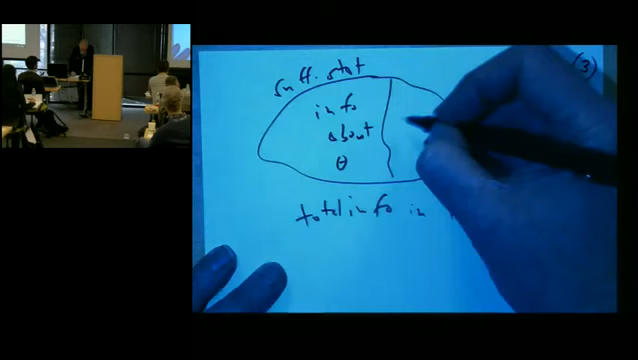 (3)
suff. stat
info
about
θ
total info in